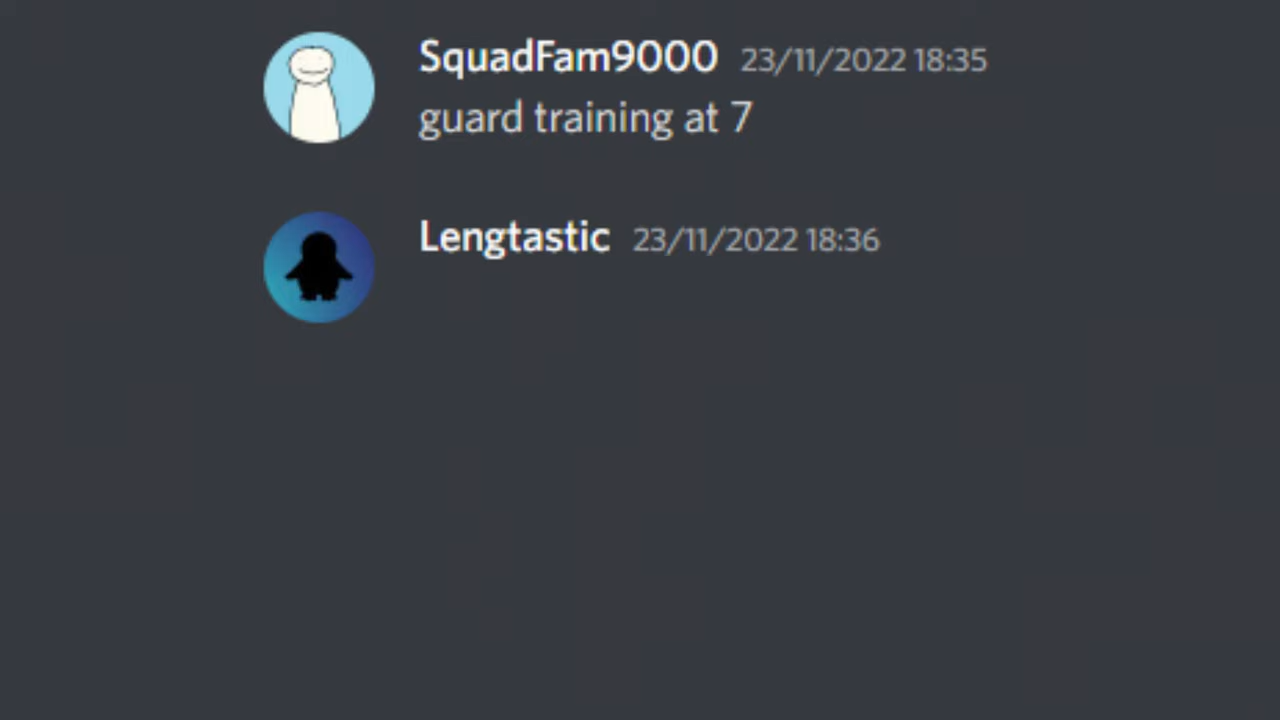 SquadFam9000 23/11/2022 18:35
guard training at 7
Lengtastic 23/11/2022 18:36